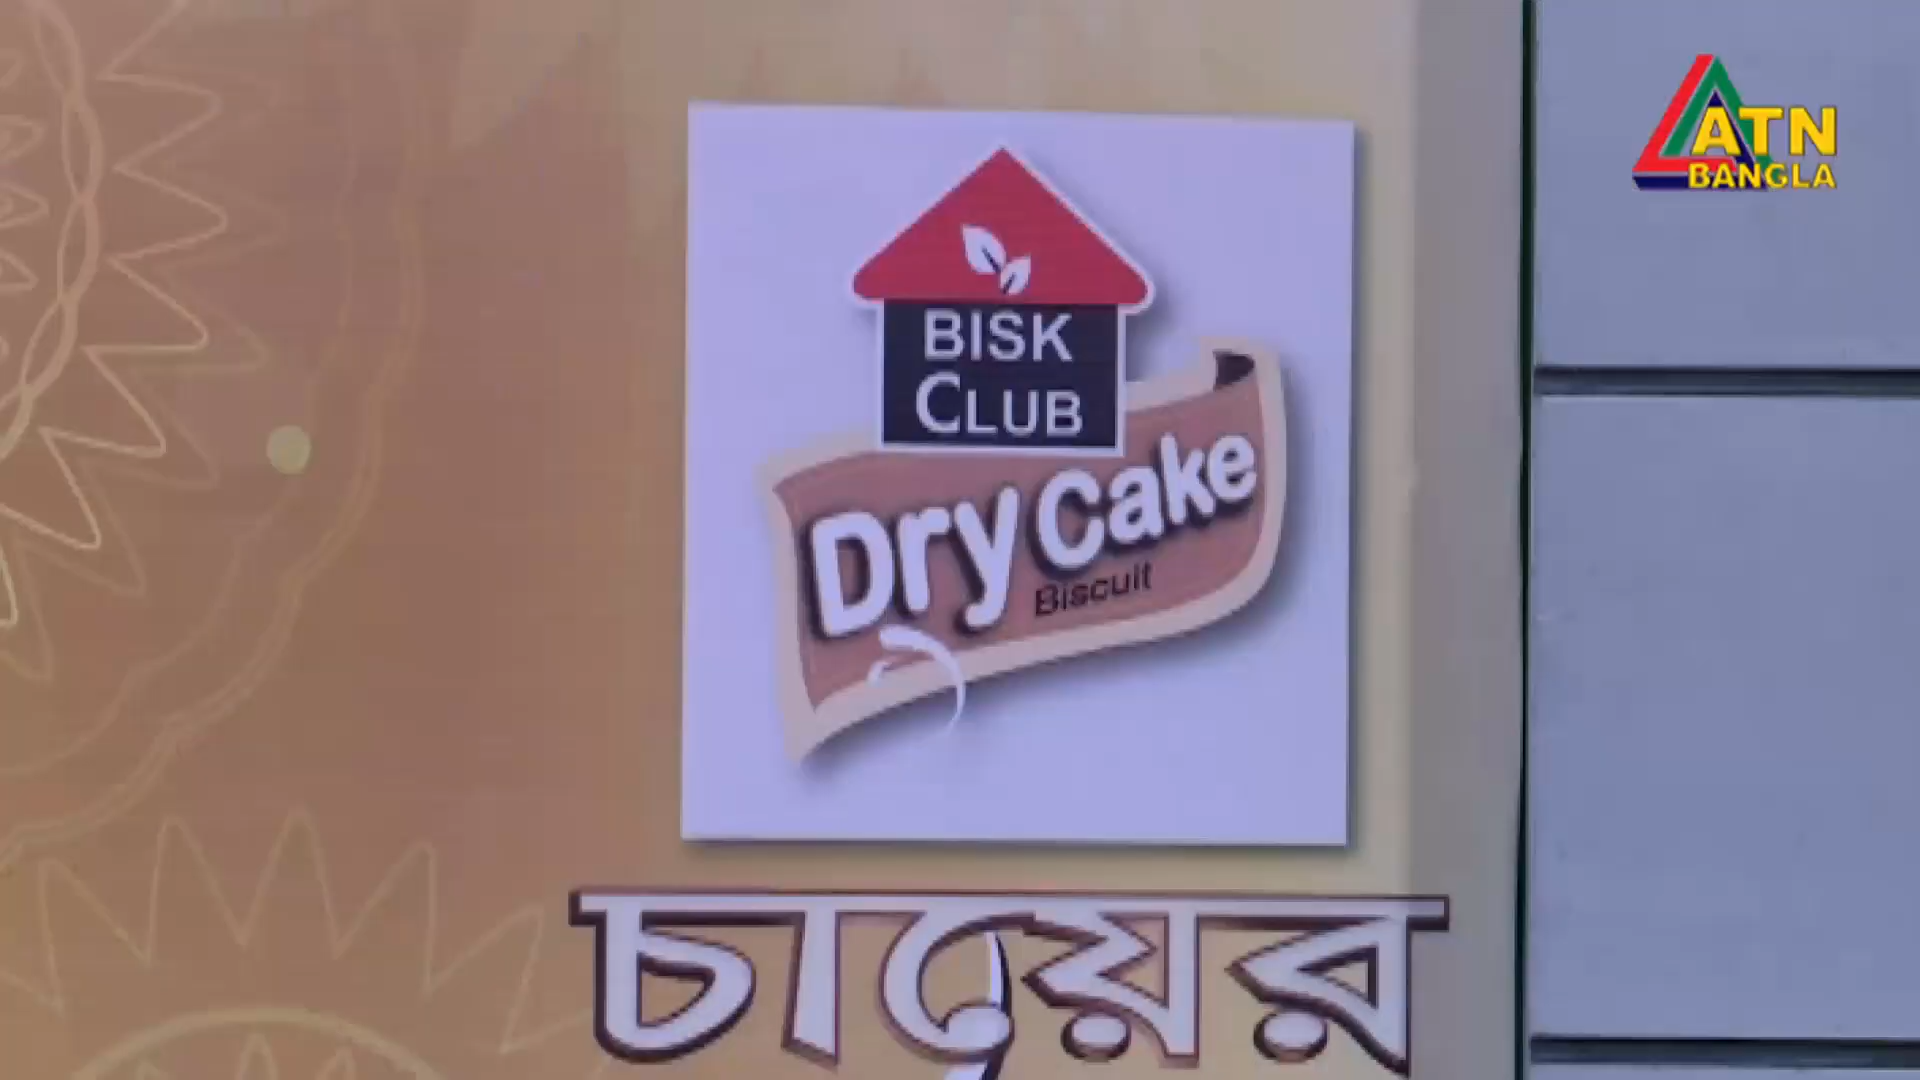 ATN
BANGLA
BISK
CLUB
Dry Cake
Biscuit
চায়ের